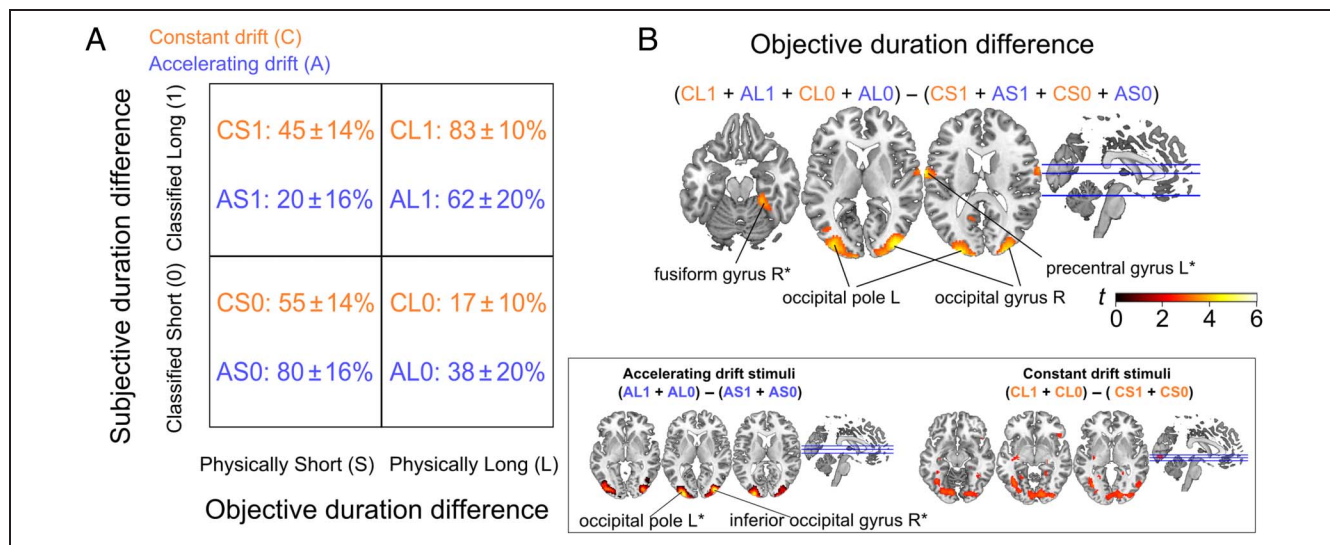 A
Constant drift (C)
Accelerating drift (A)
Subjective duration difference
Classified Long (1)
Classified Short (0)
CS1: 45±14%
CL1: 83±10%
AS1: 20±16%
AL1: 62±20%
CS0: 55±14%
CL0: 17±10%
AS0: 80±16%
AL0: 38±20%
Physically Short (S)
Physically Long (L)
Objective duration difference
B
Objective duration difference
(CL1 + AL1 + CL0 + AL0) – (CS1 + AS1 + CS0 + AS0)
fusiform gyrus R*
occipital pole L
occipital gyrus R
precentral gyrus L*
t
0 2 4 6
Accelerating drift stimuli
(AL1 + AL0) – (AS1 + AS0)
occipital pole L*
inferior occipital gyrus R*
Constant drift stimuli
(CL1 + CL0) – ( CS1 + CS0)